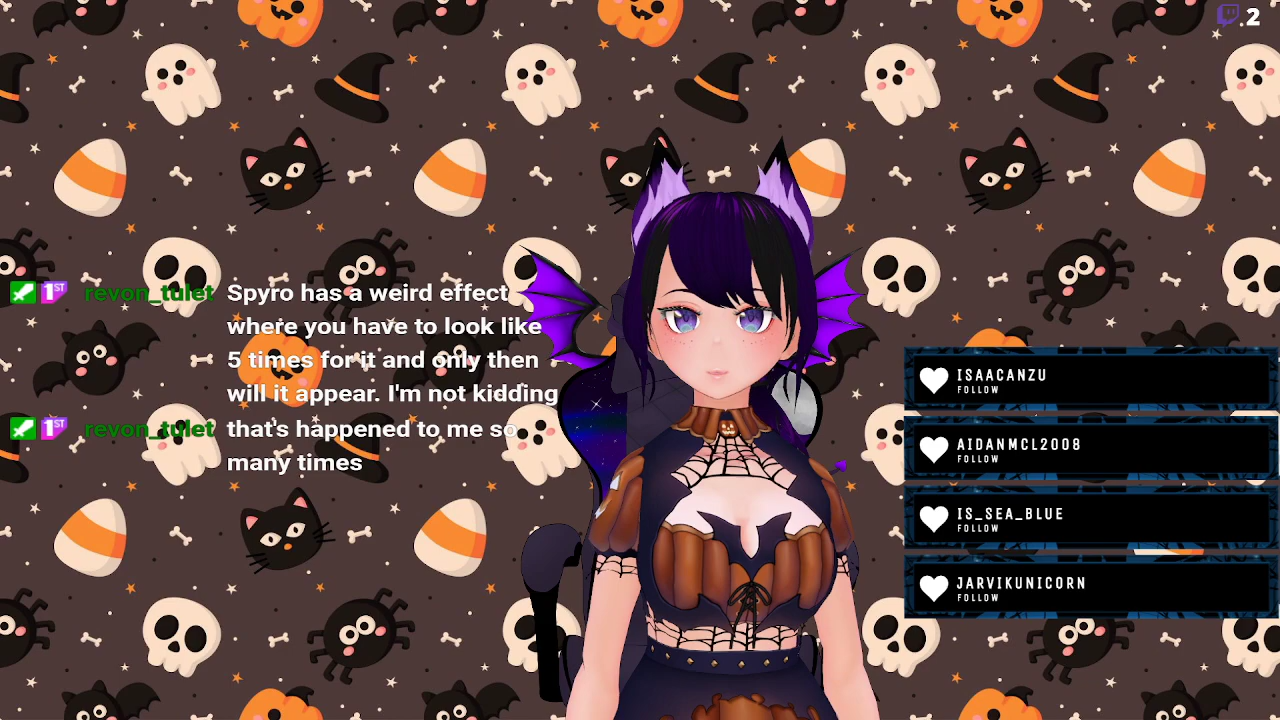 .2
revon_tulet Spyro has a weird effect
where you have to look like
5 times for it and only then
will it appear. I'm not kidding
revon_tulet that's happened to me so
many times
1ST
1ST
ISAACANZU
FOLLOW
AIDANMCL2008
FOLLOW
IS_SEA_BLUE
FOLLOW
JARVIKUNICORN
FOLLOW